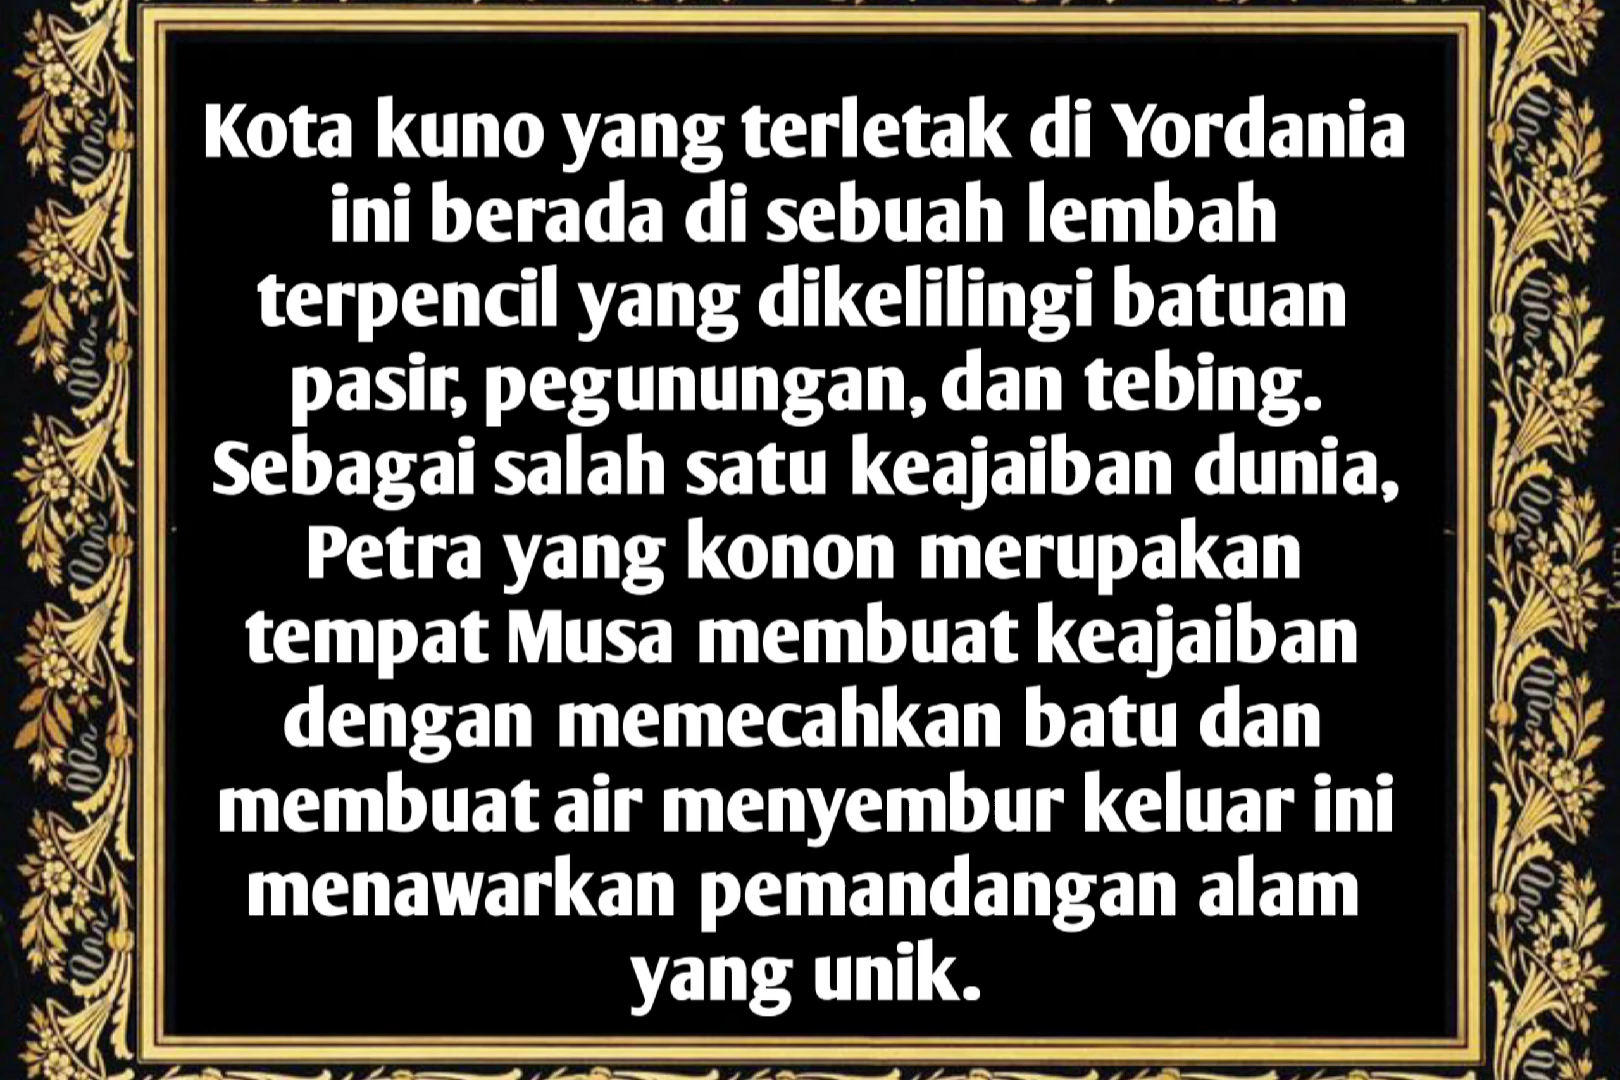 Kota kuno yang terletak di Yordania
ini berada di sebuah lembah
terpencil yang dikelilingi batuan
pasir, pegunungan, dan tebing.
Sebagai salah satu keajaiban dunia,
Petra yang konon merupakan
tempat Musa membuat keajaiban
dengan memecahkan batu dan
membuat air menyembur keluar ini
menawarkan pemandangan alam
yang unik.